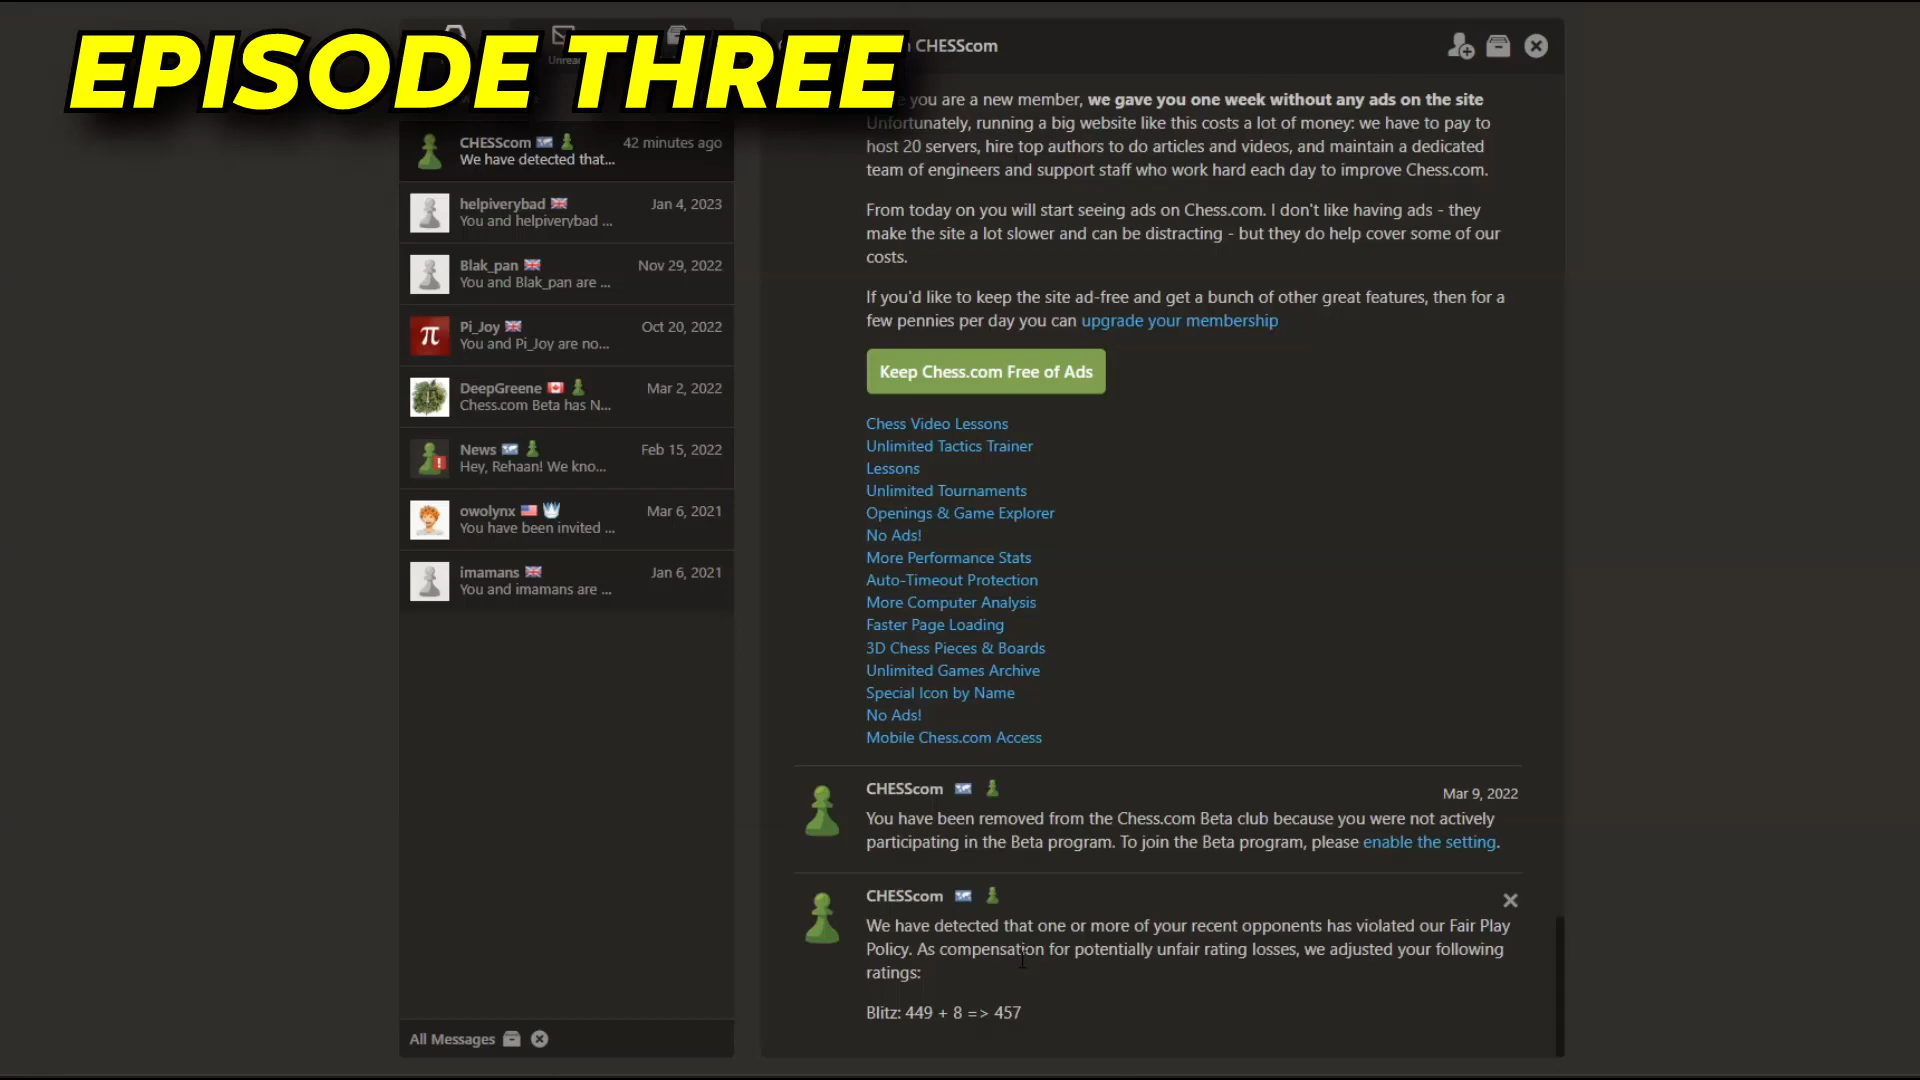 EPISODE THREE
CHESScom
CHESScom 42 minutes ago
We have detected that...
helpiverybad Jan 4, 2023
You and helpiverybad ...
Blak_pan Nov 29, 2022
You and Blak_pan are ...
Pi_Joy Oct 20, 2022
You and Pi_Joy are no...
π
DeepGreene Mar 2, 2022
Chess.com Beta has N...
News Feb 15, 2022
Hey, Rehaan! We kno...
owolynx Mar 6, 2021
You have been invited ...
imamans Jan 6, 2021
You and imamans are ...
All Messages
you are a new member, we gave you one week without any ads on the site
Unfortunately, running a big website like this costs a lot of money: we have to pay to
host 20 servers, hire top authors to do articles and videos, and maintain a dedicated
team of engineers and support staff who work hard each day to improve Chess.com.
From today on you will start seeing ads on Chess.com. I don't like having ads - they
make the site a lot slower and can be distracting - but they do help cover some of our
costs.
If you'd like to keep the site ad-free and get a bunch of other great features, then for a
few pennies per day you can upgrade your membership
Keep Chess.com Free of Ads
Chess Video Lessons
Unlimited Tactics Trainer
Lessons
Unlimited Tournaments
Openings & Game Explorer
No Ads!
More Performance Stats
Auto-Timeout Protection
More Computer Analysis
Faster Page Loading
3D Chess Pieces & Boards
Unlimited Games Archive
Special Icon by Name
No Ads!
Mobile Chess.com Access
CHESScom Mar 9, 2022
You have been removed from the Chess.com Beta club because you were not actively
participating in the Beta program. To join the Beta program, please enable the setting.
CHESScom
We have detected that one or more of your recent opponents has violated our Fair Play
Policy. As compensation for potentially unfair rating losses, we adjusted your following
ratings:
Blitz: 449 + 8 => 457